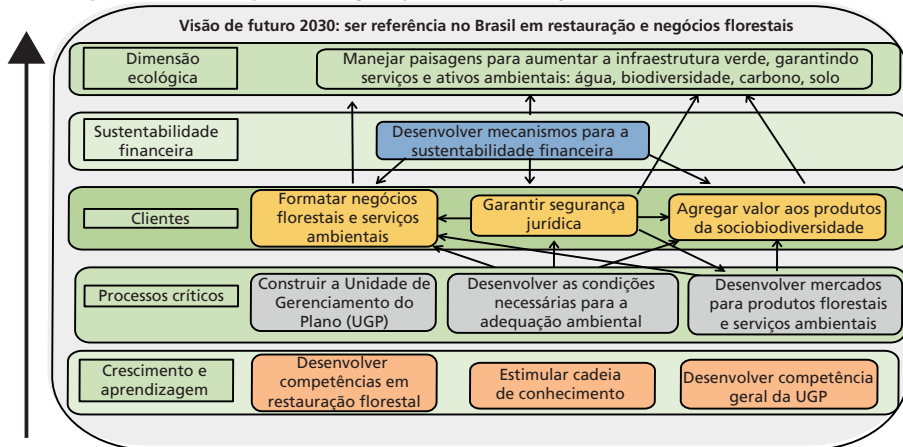 Visão de futuro 2030: ser referência no Brasil em restauração e negócios florestais
Dimensão
ecológica
Manejar paisagens para aumentar a infraestrutura verde, garantindo
serviços e ativos ambientais: água, biodiversidade, carbono, solo
Sustentabilidade
financeira
Desenvolver mecanismos para a
sustentabilidade financeira
Clientes
Formatar negócios
florestais e serviços
ambientais
Garantir segurança
jurídica
Agregar valor aos produtos
da sociobiodiversidade
Processos críticos
Construir a Unidade de
Gerenciamento do
Plano (UGP)
Desenvolver as condições
necessárias para a
adequação ambiental
Desenvolver mercados
para produtos florestais
e serviços ambientais
Crescimento e
aprendizagem
Desenvolver
competências em
restauração florestal
Estimular cadeia
de conhecimento
Desenvolver competência
geral da UGP